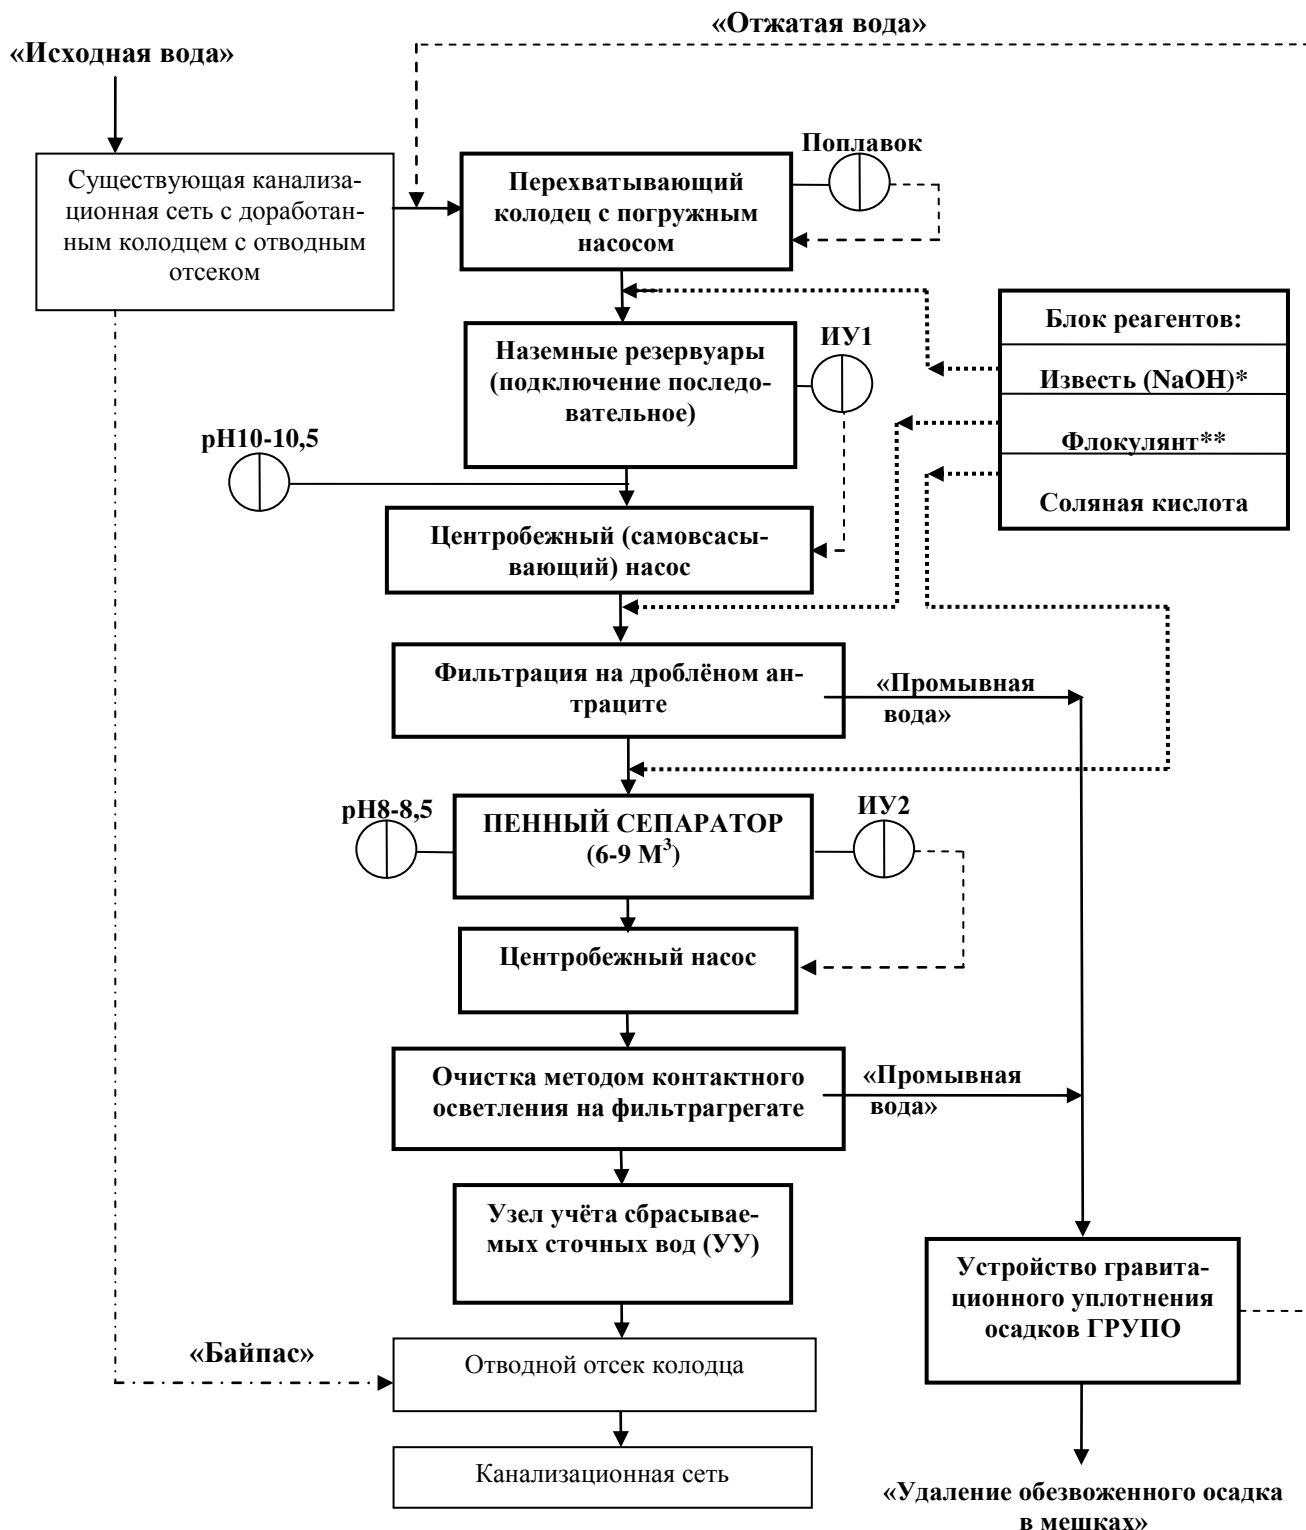 «Отжатая вода»
«Исходная вода»
Существующая канализа-
ционная сеть с доработан-
ным колодцем с отводным
отсеком
Перехватывающий
колодец с погружным
насосом
Поплавок
Наземные резервуары
(подключение последо-
вательное)
ИУ1
Блок реагентов:
Известь (NaOH)*
Флокулянт**
Соляная кислота
pH10-10,5
Центробежный (самовсасы-
вающий) насос
Фильтрация на дроблёном ан-
траците
«Промывная
вода»
pH8-8,5
ПЕННЫЙ СЕПАРАТОР
(6-9 М³)
ИУ2
Центробежный насос
Очистка методом контактного
осветления на фильтрагрегате
«Промывная
вода»
Узел учёта сбрасывае-
мых сточных вод (УУ)
Устройство гравита-
ционного уплотнения
осадков ГРУПО
«Байпас»
Отводной отсек колодца
Канализационная сеть
«Удаление обезвоженного осадка
в мешках»